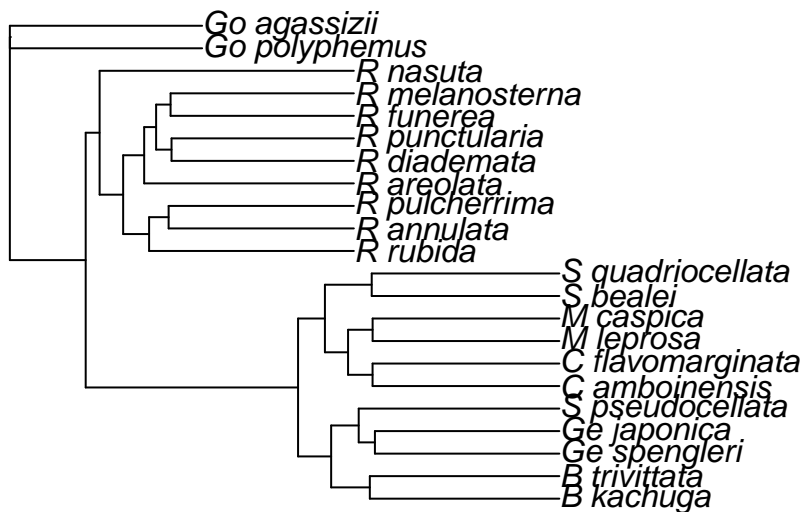 Go agassizii
Go polyphemus
R nasuta
R melanosterna
R funerea
R punctularia
R diademata
R areolata
R pulcherrima
R annulata
R rubida
S quadriocellata
S bealei
M caspica
M leprosa
C flavomarginata
C amboinensis
S pseudocellata
Ge japonica
Ge spengleri
B trivittata
B kachuga